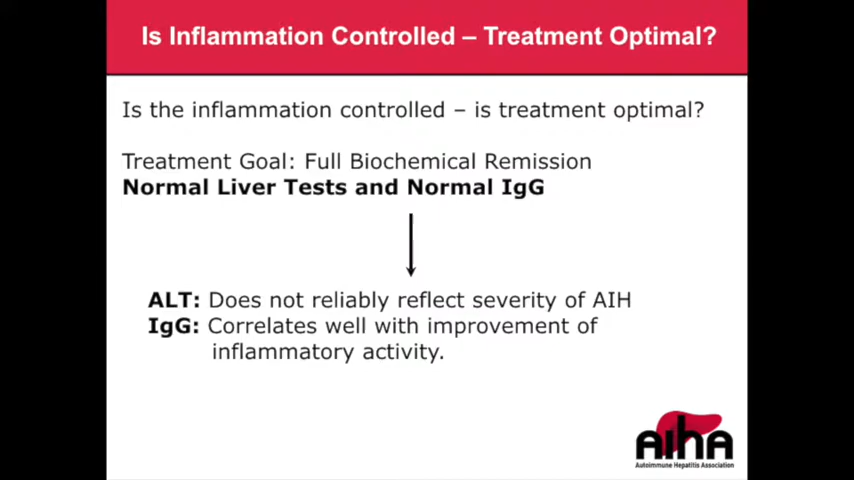 Is Inflammation Controlled – Treatment Optimal?
Is the inflammation controlled – is treatment optimal?
Treatment Goal: Full Biochemical Remission
Normal Liver Tests and Normal IgG
ALT: Does not reliably reflect severity of AIH
IgG: Correlates well with improvement of
inflammatory activity.
AIHA
Autoimmune Hepatitis Association